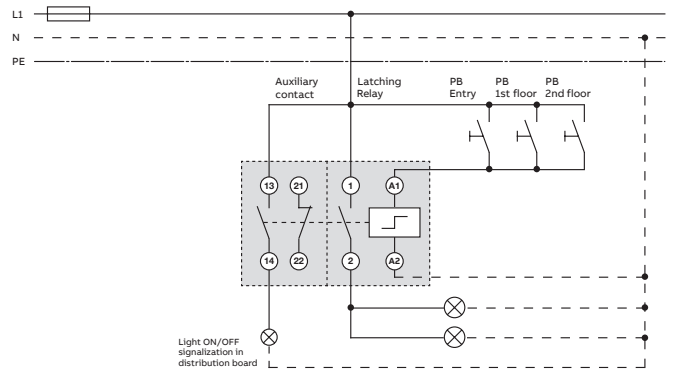 L1
N
PE
Auxiliary
contact
Latching
Relay
PB
Entry
PB
1st floor
PB
2nd floor
13
21
1
A1
14
22
2
A2
Light ON/OFF
signalization in
distribution board